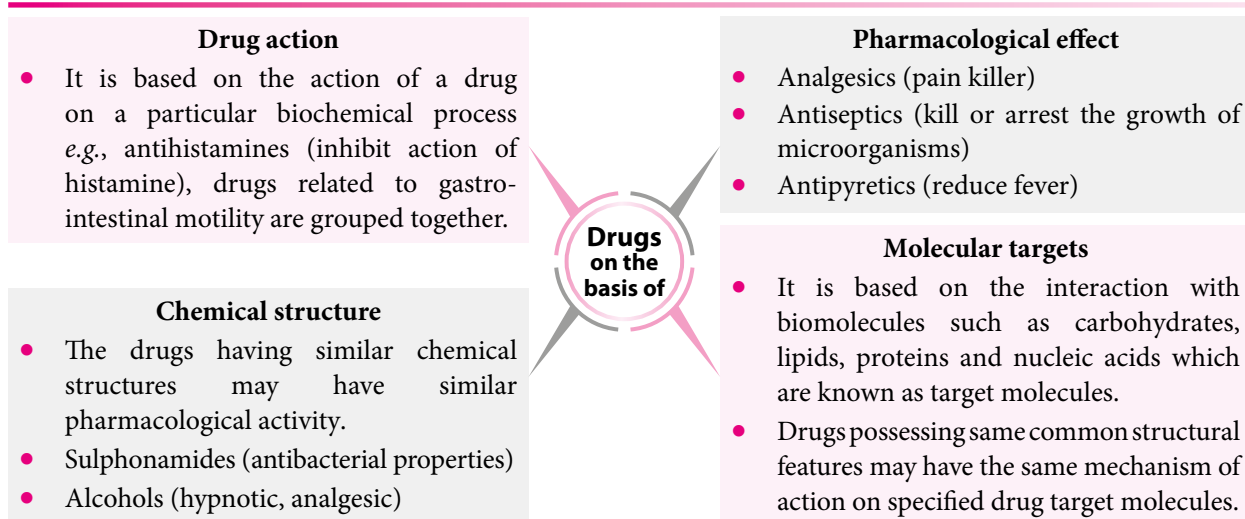 Drug action
• It is based on the action of a drug
on a particular biochemical process
e.g., antihistamines (inhibit action of
histamine), drugs related to gastro-
intestinal motility are grouped together.
Pharmacological effect
• Analgesics (pain killer)
• Antiseptics (kill or arrest the growth of
microorganisms)
• Antipyretics (reduce fever)
Drugs
on the
basis of
Chemical structure
• The drugs having similar chemical
structures may have similar
pharmacological activity.
• Sulphonamides (antibacterial properties)
• Alcohols (hypnotic, analgesic)
Molecular targets
• It is based on the interaction with
biomolecules such as carbohydrates,
lipids, proteins and nucleic acids which
are known as target molecules.
• Drugs possessing same common structural
features may have the same mechanism of
action on specified drug target molecules.